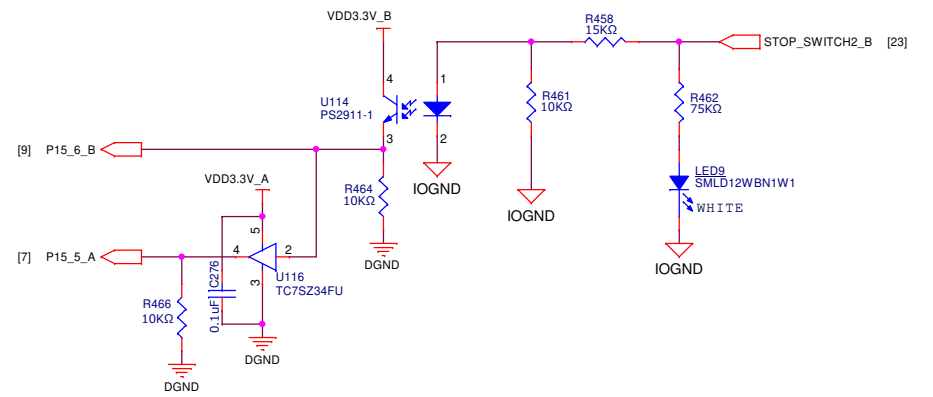 VDD3.3V_B
R458
15KΩ
STOP_SWITCH2_B [23]
4
1
U114
PS2911-1
R461
10KΩ
R462
75KΩ
3
2
[9] P15_6_B
IOGND
LED9
SMLD12WBN1W1
WHITE
VDD3.3V_A
R464
10KΩ
IOGND
5
DGND
IOGND
[7] P15_5_A
4
2
C276
0.1uF
3
U116
TC7SZ34FU
R466
10KΩ
DGND
DGND